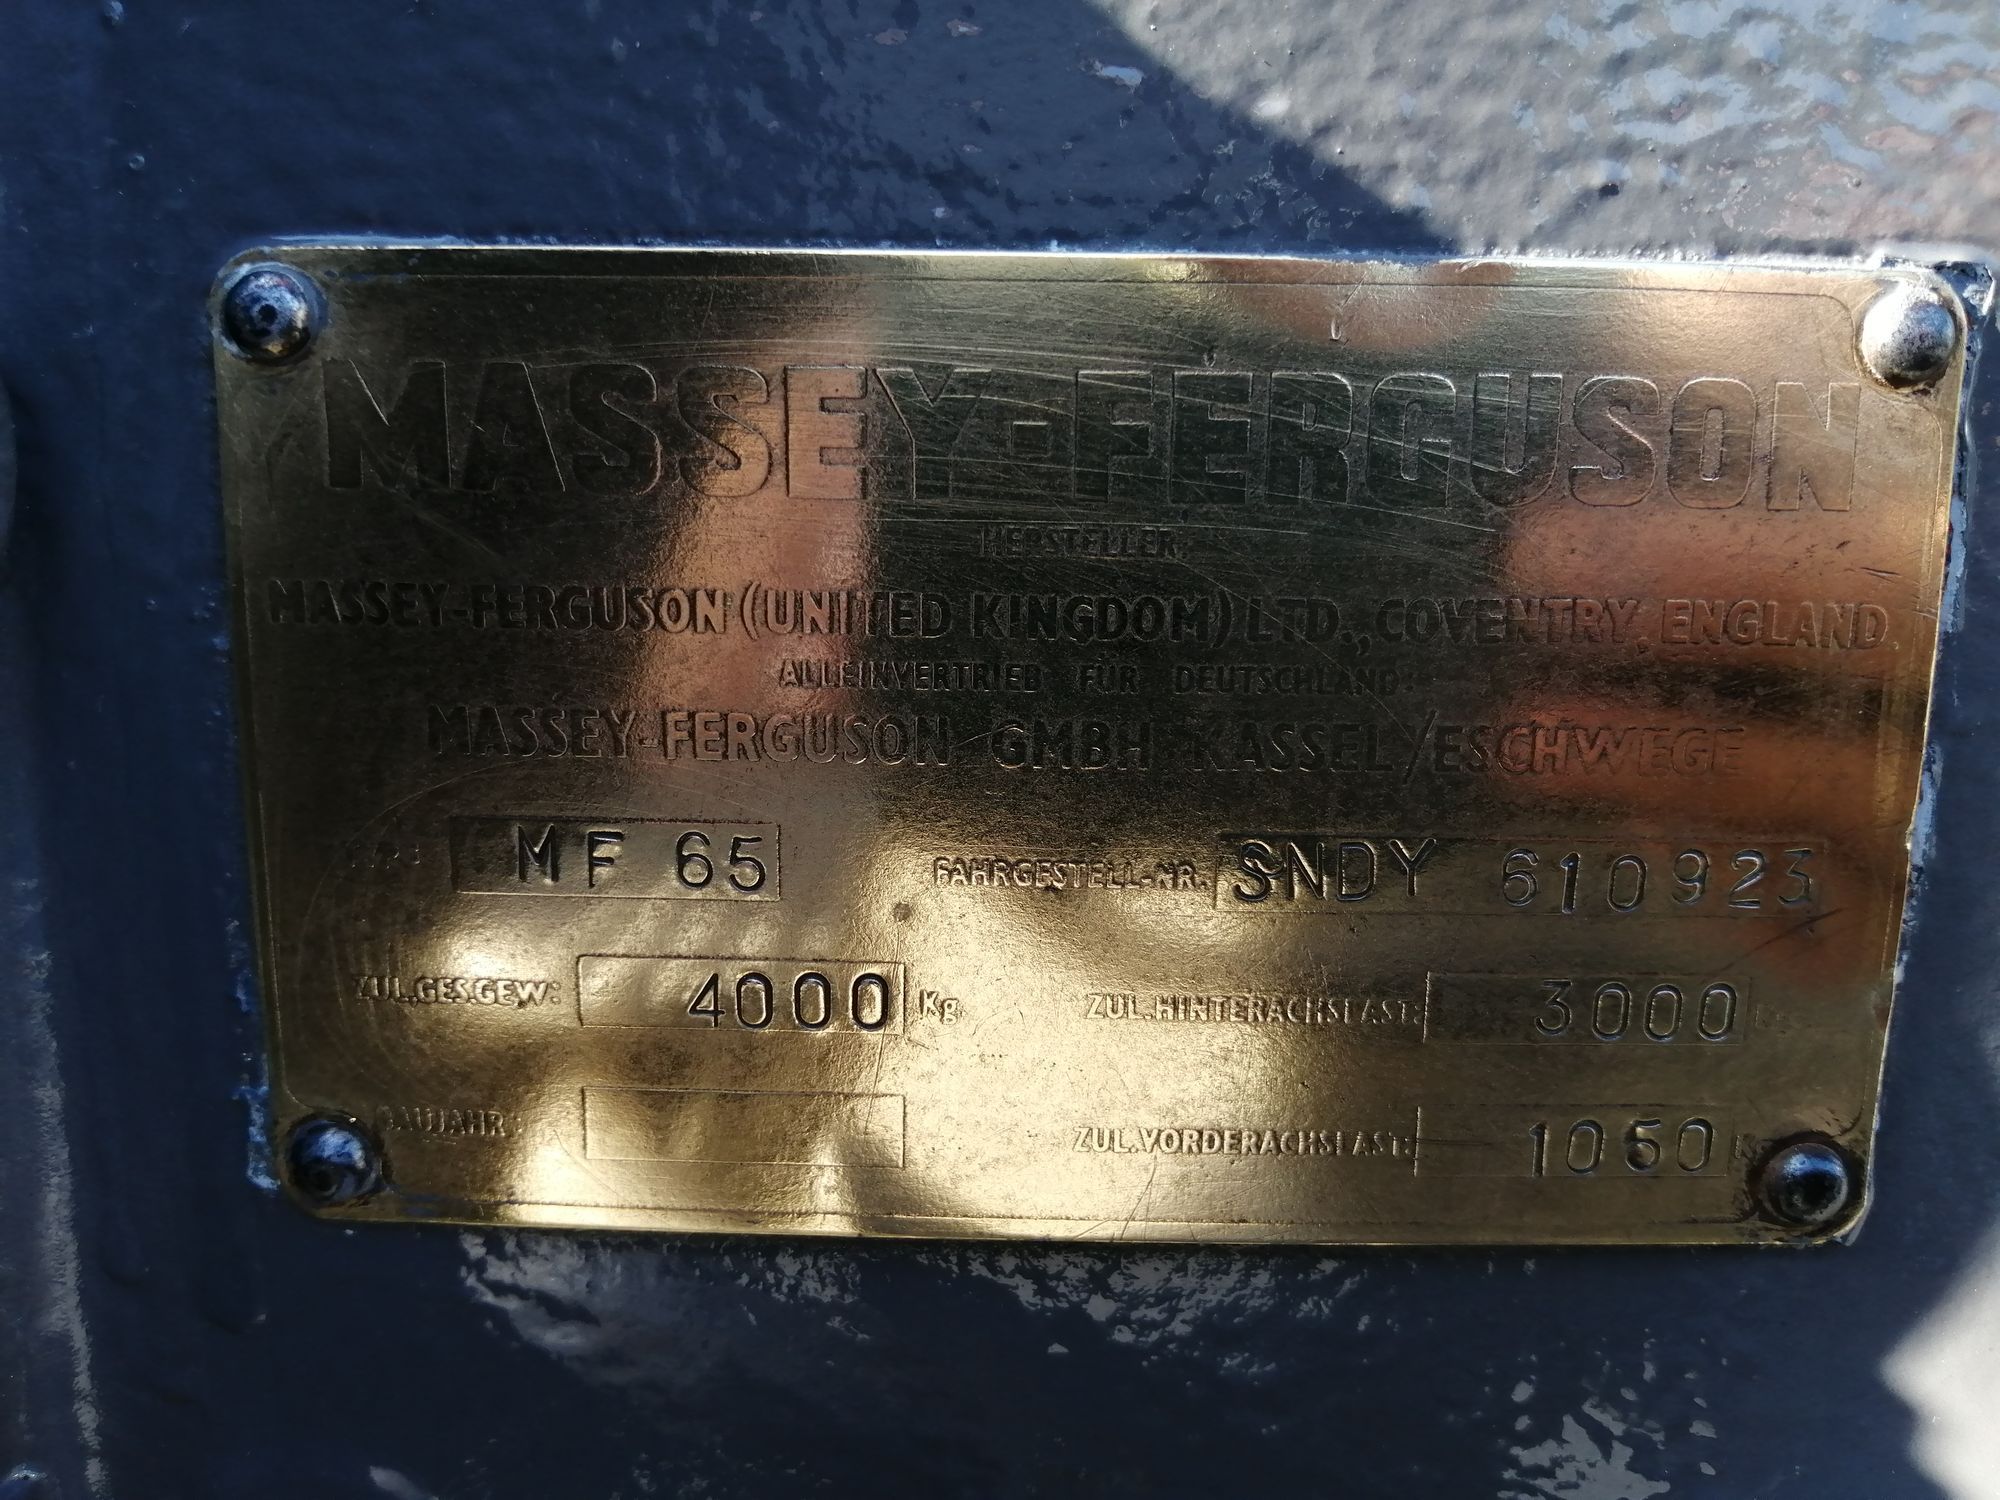 MASSEY-FERGUSON
HERSTELLER:
MASSEY-FERGUSON (UNITED KINGDOM) LTD., COVENTRY, ENGLAND
ALLEINVERTRIEB FÜR DEUTSCHLAND:
MASSEY-FERGUSON GMBH KASSEL/ESCHWEGE
MF 65 FAHRGESTELL-NR. SNDY 610923
ZUL.GES.GEW: 4000 Kg ZUL.HINTERACHSLAST: 3000
BAUJAHR: ZUL.VORDERACHSLAST: 1050